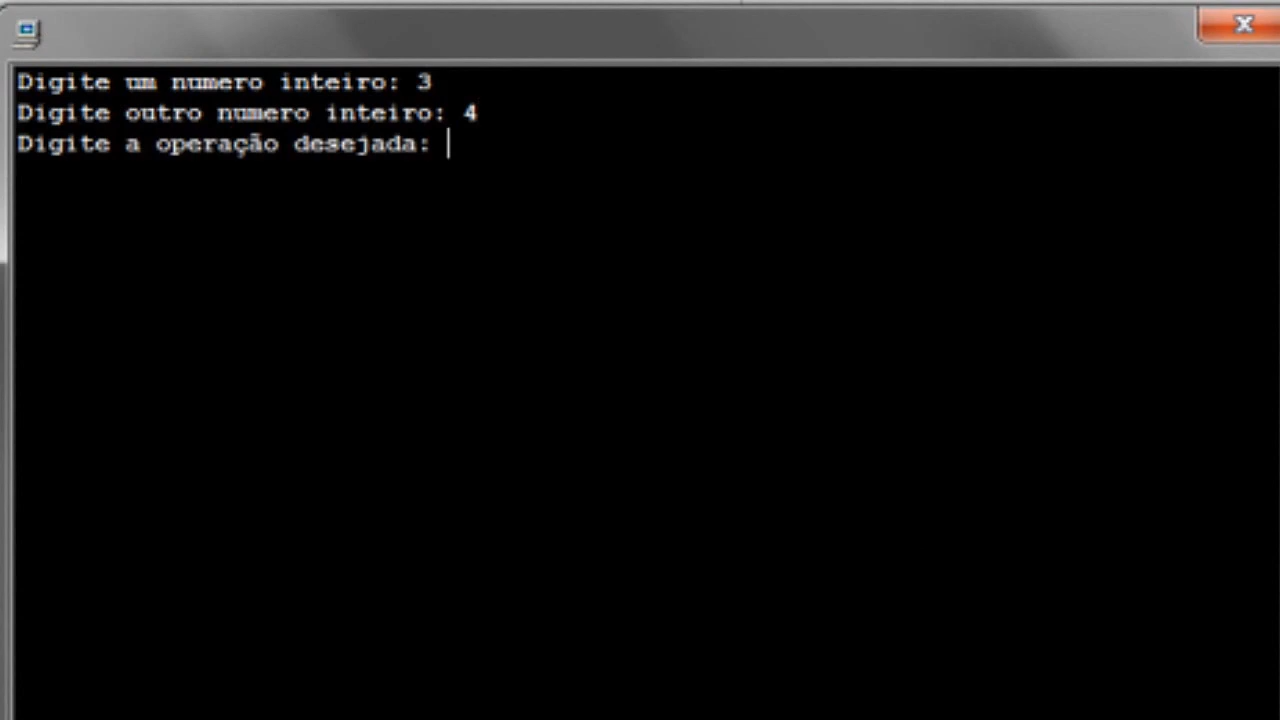 Digite um numero inteiro: 3
Digite outro numero inteiro: 4
Digite a operação desejada: